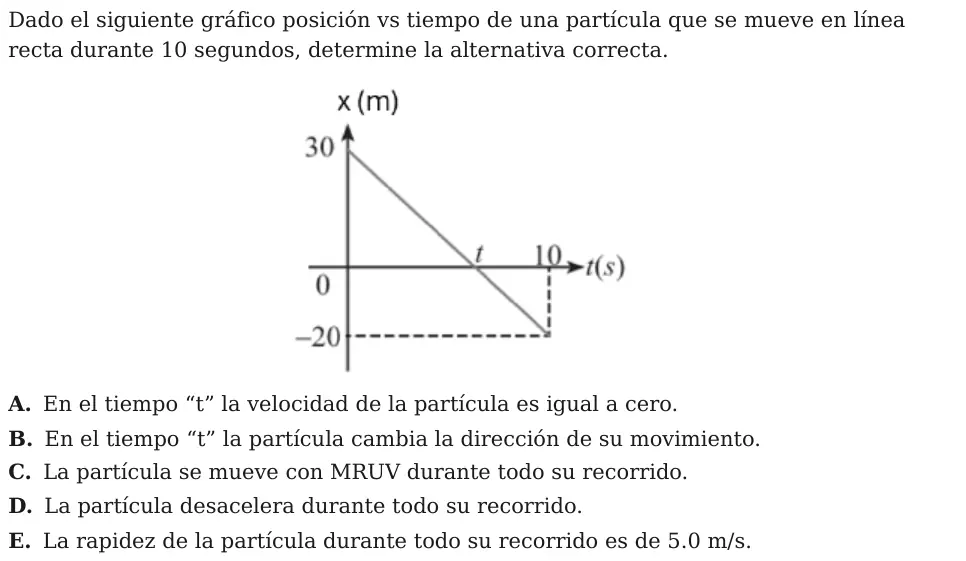 Dado el siguiente gráfico posición vs tiempo de una partícula que se mueve en línea
recta durante 10 segundos, determine la alternativa correcta.
x (m)
30
t
10
t(s)
0
–20
A. En el tiempo “t” la velocidad de la partícula es igual a cero.
B. En el tiempo “t” la partícula cambia la dirección de su movimiento.
C. La partícula se mueve con MRUV durante todo su recorrido.
D. La partícula desacelera durante todo su recorrido.
E. La rapidez de la partícula durante todo su recorrido es de 5.0 m/s.